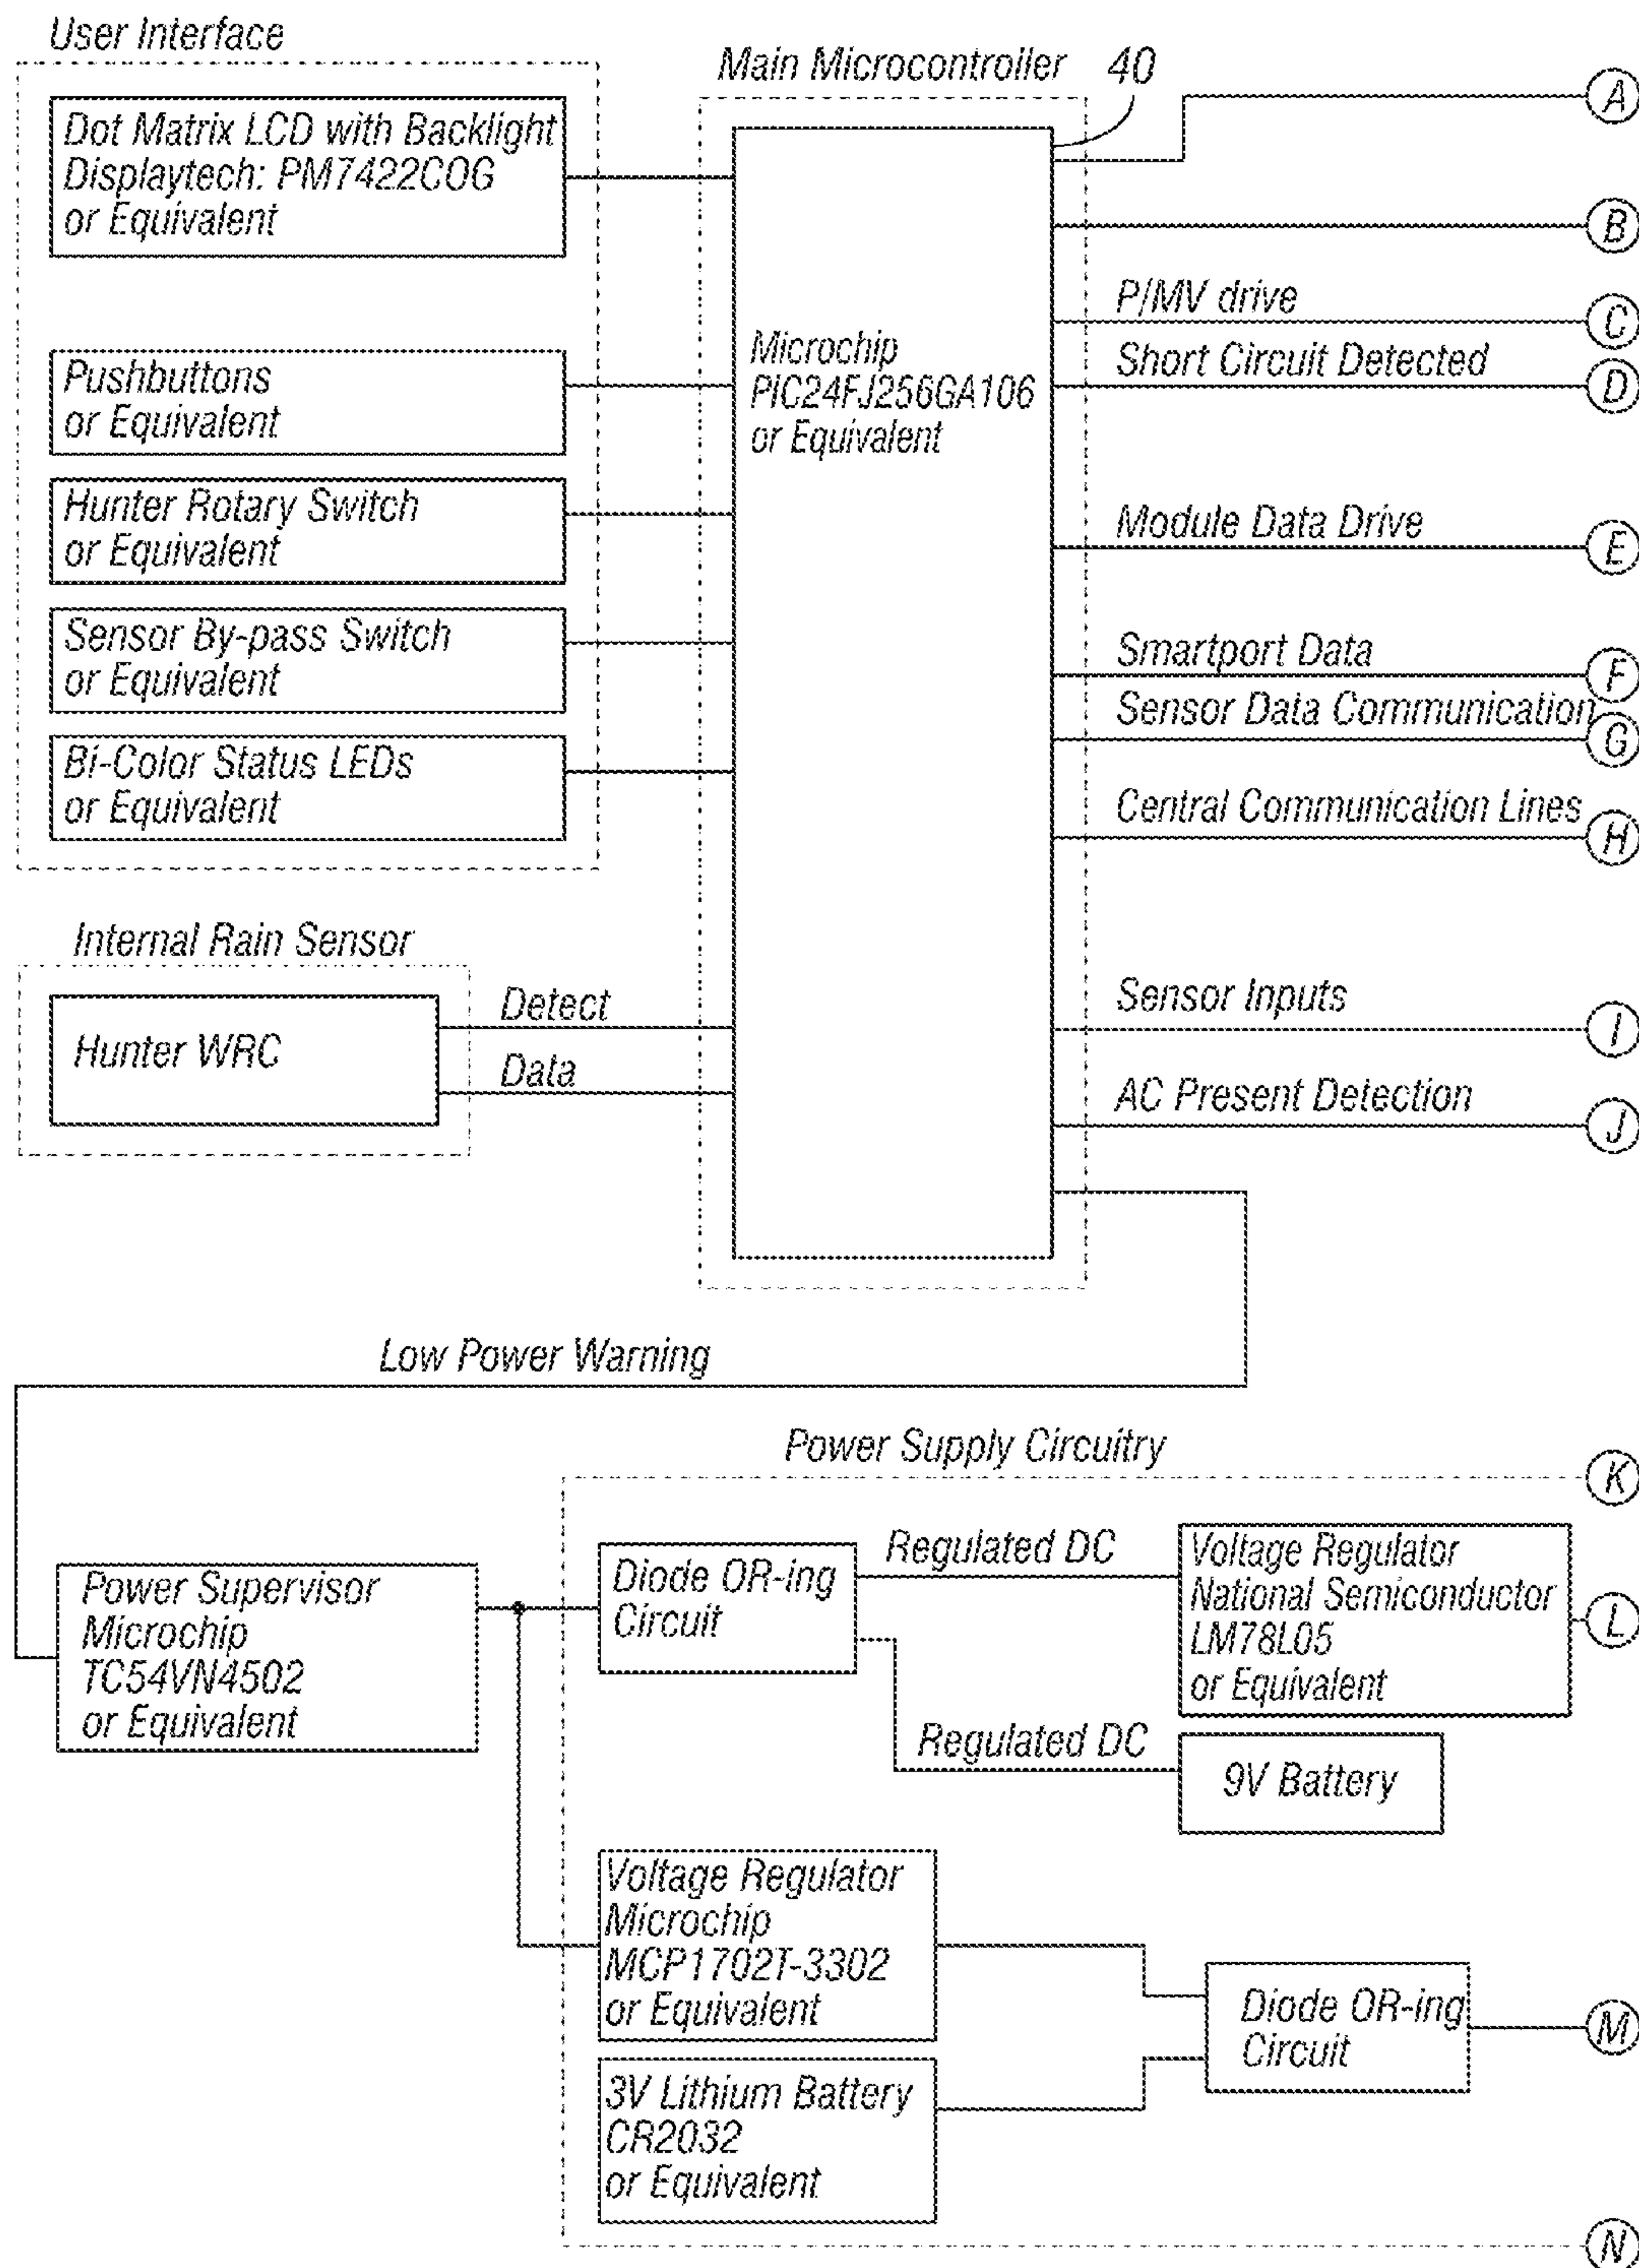 User Interface
Dot Matrix LCD with Backlight
Displaytech: PM7422COG
or Equivalent
Pushbuttons
or Equivalent
Hunter Rotary Switch
or Equivalent
Sensor By-pass Switch
or Equivalent
Bi-Color Status LEDs
or Equivalent
Internal Rain Sensor
Hunter WRC
Detect
Data
Main Microcontroller 40
Microchip
PIC24FJ256GA106
or Equivalent
A
B
P/MV drive
C
Short Circuit Detected
D
Module Data Drive
E
Smartport Data
F
Sensor Data Communication
G
Central Communication Lines
H
Sensor Inputs
I
AC Present Detection
J
Low Power Warning
Power Supply Circuitry
K
Power Supervisor
Microchip
TC54VN4502
or Equivalent
Diode OR-ing
Circuit
Regulated DC
Voltage Regulator
National Semiconductor
LM78L05
or Equivalent
L
Regulated DC
9V Battery
Voltage Regulator
Microchip
MCP1702T-3302
or Equivalent
3V Lithium Battery
CR2032
or Equivalent
Diode OR-ing
Circuit
M
N